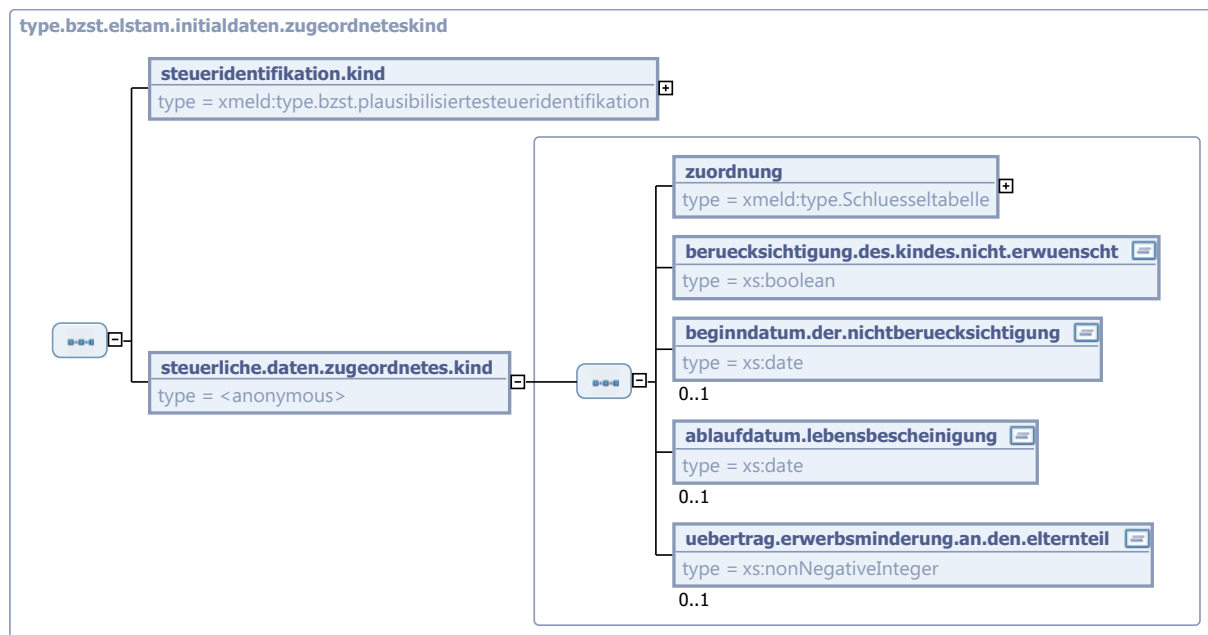 type.bzst.elstam.initialdaten.zugeordneteskind
steueridentifikation.kind
type = xmeld:type.bzst.plausibilisiertesteueridentifikation
zuordnung
type = xmeld:type.Schluesseltabelle
beruecksichtigung.des.kindes.nicht.erwuenscht
type = xs:boolean
beginndatum.der.nichtberuecksichtigung
type = xs:date
0..1
steuerliche.daten.zugeordnetes.kind
type = <anonymous>
ablaufdatum.lebensbescheinigung
type = xs:date
0..1
uebertrag.erwerbsminderung.an.den.elternteil
type = xs:nonNegativeInteger
0..1